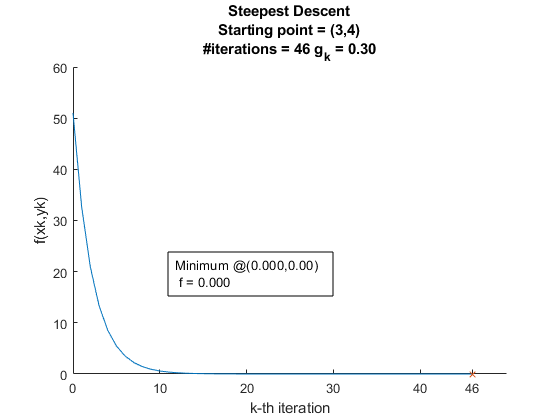 Steepest Descent
Starting point = (3,4)
#iterations = 46 gk = 0.30
60
50
40
30
20
10
0
f(xk,yk)
Minimum @(0.000,0.00)
f = 0.000
0 10 20 30 40 46
k-th iteration